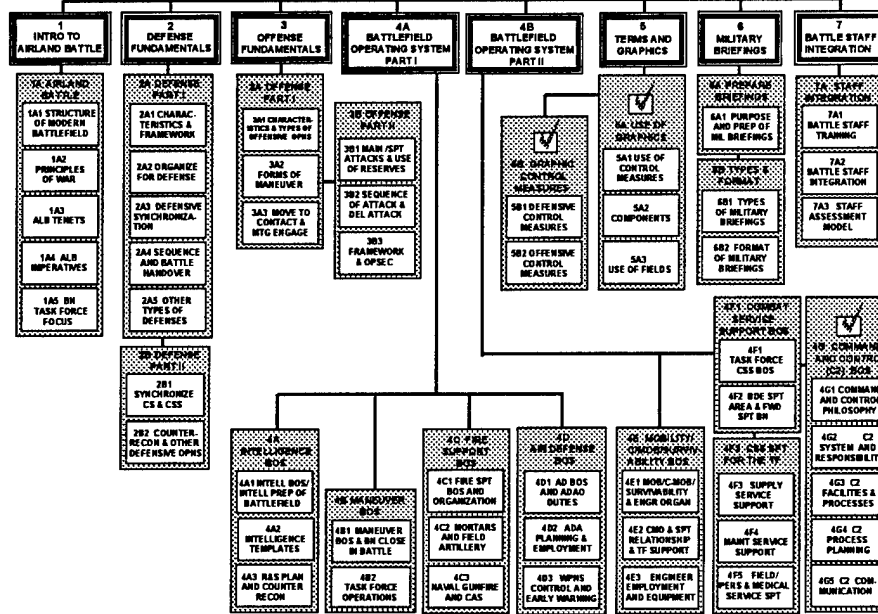 1
INTRO TO
AIRLAND BATTLE
2
DEFENSE
FUNDAMENTALS
3
OFFENSE
FUNDAMENTALS
4A
BATTLEFIELD
OPERATING SYSTEM
PART I
4B
BATTLEFIELD
OPERATING SYSTEM
PART II
5
TERMS AND
GRAPHICS
6
MILITARY
BRIEFINGS
7
BATTLE STAFF
INTEGRATION
1A AIRLAND
BATTLE
1A1 STRUCTURE
OF MODERN
BATTLEFIELD
1A2
PRINCIPLES
OF WAR
1A3
ALB TENETS
1A4 ALB
IMPERATIVES
1A5 BN
TASK FORCE
FOCUS
2A DEFENSE
PART I
2A1 CHARAC-
TERISTICS &
FRAMEWORK
2A2 ORGANIZE
FOR DEFENSE
2A3 DEFENSIVE
SYNCHRONIZA-
TION
2A4 SEQUENCE
AND BATTLE
HANDOVER
2A5 OTHER
TYPES OF
DEFENSES
2B DEFENSE
PART II
2B1
SYNCHRONIZE
CS & CSS
2B2 COUNTER-
RECON & OTHER
DEFENSIVE OPNS
3A OFFENSE
PART I
3A1 CHARACTER-
ISTICS & TYPES OF
OFFENSIVE OPNS
3A2
FORMS OF
MANEUVER
3A3 MOVE TO
CONTACT &
MTG ENGAGE
3B OFFENSE
PART II
3B1 MAIN /SPT
ATTACKS & USE
OF RESERVES
3B2 SEQUENCE
OF ATTACK &
DEL ATTACK
3B3
FRAMEWORK
& OPSEC
GRAPHIC
CONTROL
MEASURES
5B1 DEFENSIVE
CONTROL
MEASURES
5B2 OFFENSIVE
CONTROL
MEASURES
5A USE OF
GRAPHICS
5A1 USE OF
CONTROL
MEASURES
5A2
COMPONENTS
5A3
USE OF FIELDS
6A PREPARE
BRIEFINGS
6A1 PURPOSE
AND PREP OF
MIL BRIEFINGS
6B TYPES &
FORMAT
6B1 TYPES
OF MILITARY
BRIEFINGS
6B2 FORMAT
OF MILITARY
BRIEFINGS
7A STAFF
INTEGRATION
7A1
BATTLE STAFF
TRAINING
7A2
BATTLE STAFF
INTEGRATION
7A3 STAFF
ASSESSMENT
MODEL
4A
INTELLIGENCE
BOS
4A1 INTELL BOS/
INTELL PREP OF
BATTLEFIELD
4A2
INTELLIGENCE
TEMPLATES
4A3 R&S PLAN
AND COUNTER
RECON
4B MANEUVER
BOS
4B1 MANEUVER
BOS & BN CLOSE
IN BATTLE
4B2
TASK FORCE
OPERATIONS
4C FIRE
SUPPORT
BOS
4C1 FIRE SPT
BOS AND
ORGANIZATION
4C2 MORTARS
AND FIELD
ARTILLERY
4C3
NAVAL GUNFIRE
AND CAS
4D
AIR DEFENSE
BOS
4D1 AD BOS
AND ADAO
DUTIES
4D2 ADA
PLANNING &
EMPLOYMENT
4D3 WPNS
CONTROL AND
EARLY WARNING
4E MOBILITY/
CMOB/SURVIV-
ABILITY BOS
4E1 MOB/C-MOB/
SURVIVABILITY
& ENGR ORGAN
4E2 CMD & SPT
RELATIONSHIP
& TF SUPPORT
4E3 ENGINEER
EMPLOYMENT
AND EQUIPMENT
4F1 COMBAT
SERVICE
SUPPORT BOS
4F1
TASK FORCE
CSS BOS
4F2 BDE SPT
AREA & FWD
SPT BN
4F3 CSS SPT
FOR THE TF
4F3 SUPPLY
SERVICE
SUPPORT
4F4
MAINT SERVICE
SUPPORT
4F5 FIELD/
PERS & MEDICAL
SERVICE SPT
4G COMMAND
AND CONTROL
(C2) BOS
4G1 COMMAND
AND CONTROL
PHILOSOPHY
4G2 C2
SYSTEM AND
RESPONSIBILIT
4G3 C2
FACILITIES &
PROCESSES
4G4 C2
PROCESS
PLANNING
4G5 C2 COM-
MUNICATION